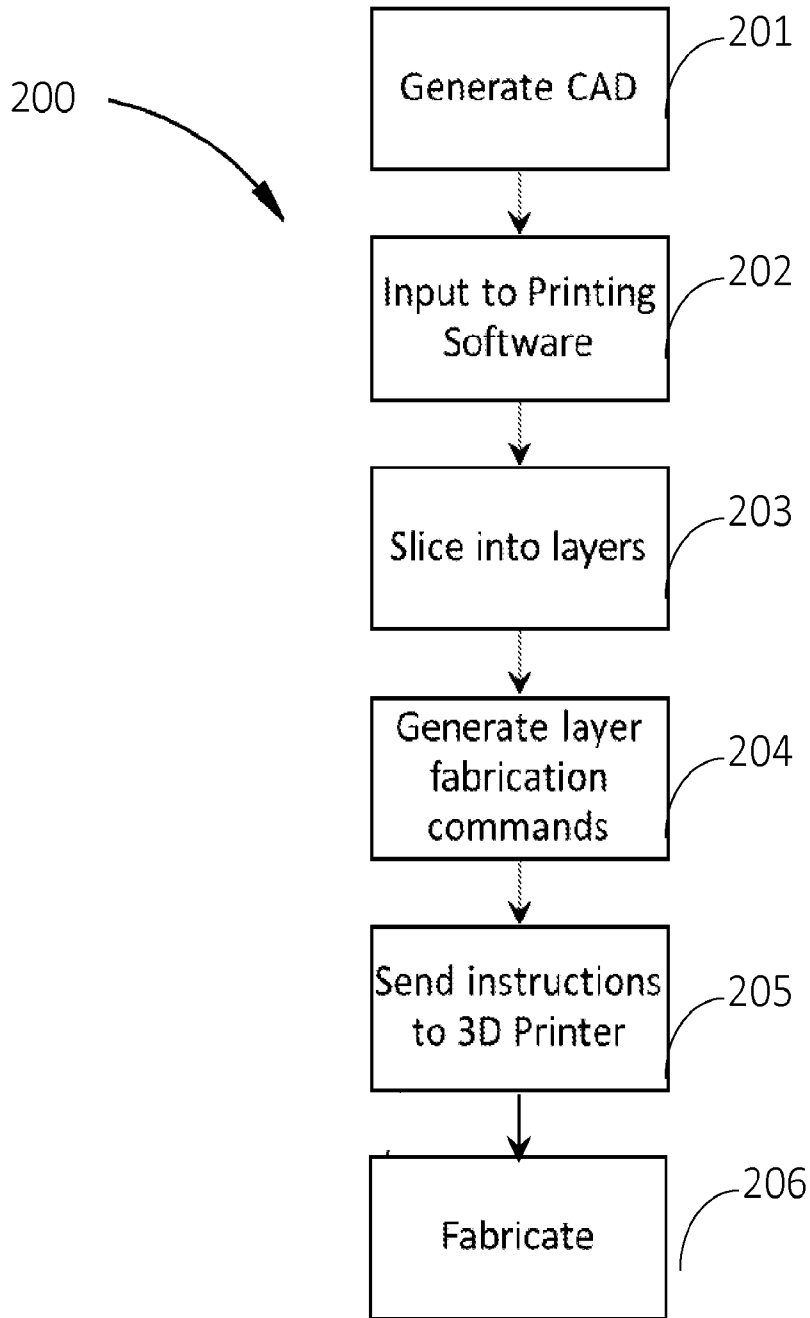 200
Generate CAD
201
Input to Printing
Software
202
Slice into layers
203
Generate layer
fabrication
commands
204
Send instructions
to 3D Printer
205
Fabricate
206